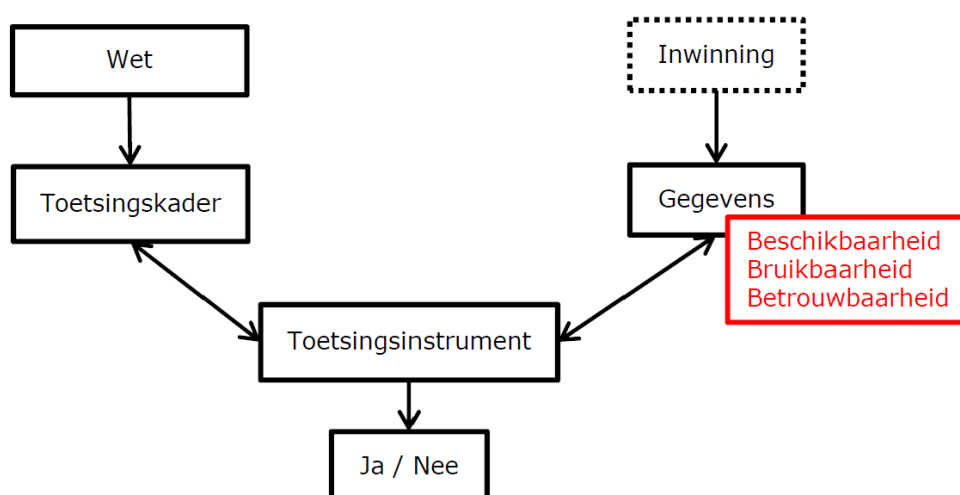 Wet
Inwinning
Toetsingskader
Gegevens
Beschikbaarheid
Bruikbaarheid
Betrouwbaarheid
Toetsingsinstrument
Ja / Nee